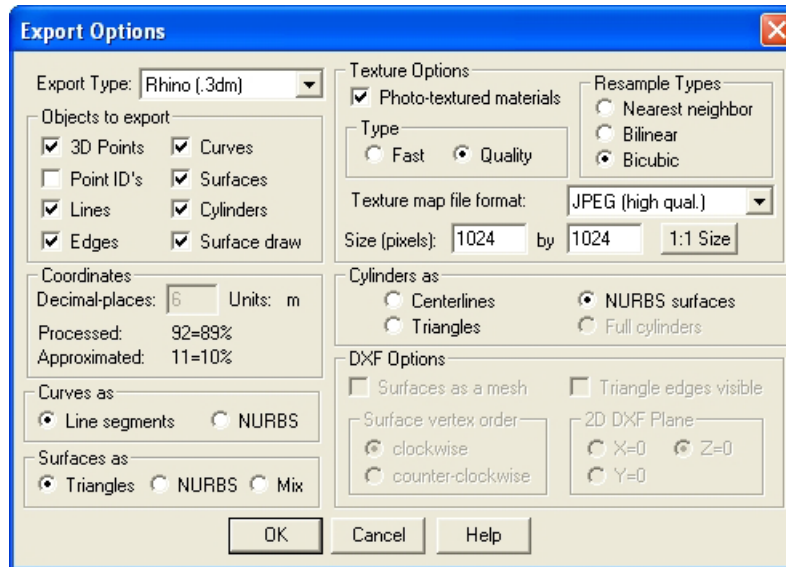 Export Options
Export Type: Rhino (.3dm)
Objects to export
3D Points Curves
Point ID's Surfaces
Lines Cylinders
Edges Surface draw
Coordinates
Decimal-places: 6 Units: m
Processed: 92=89%
Approximated: 11=10%
Curves as
Line segments NURBS
Surfaces as
Triangles NURBS Mix
Texture Options
Photo-textured materials
Type
Fast Quality
Resample Types
Nearest neighbor
Bilinear
Bicubic
Texture map file format: JPEG (high qual.)
Size (pixels): 1024 by 1024 1:1 Size
Cylinders as
Centerlines NURBS surfaces
Triangles Full cylinders
DXF Options
Surfaces as a mesh Triangle edges visible
Surface vertex order
clockwise
counter-clockwise
2D DXF Plane
X=0 Z=0
Y=0
OK Cancel Help